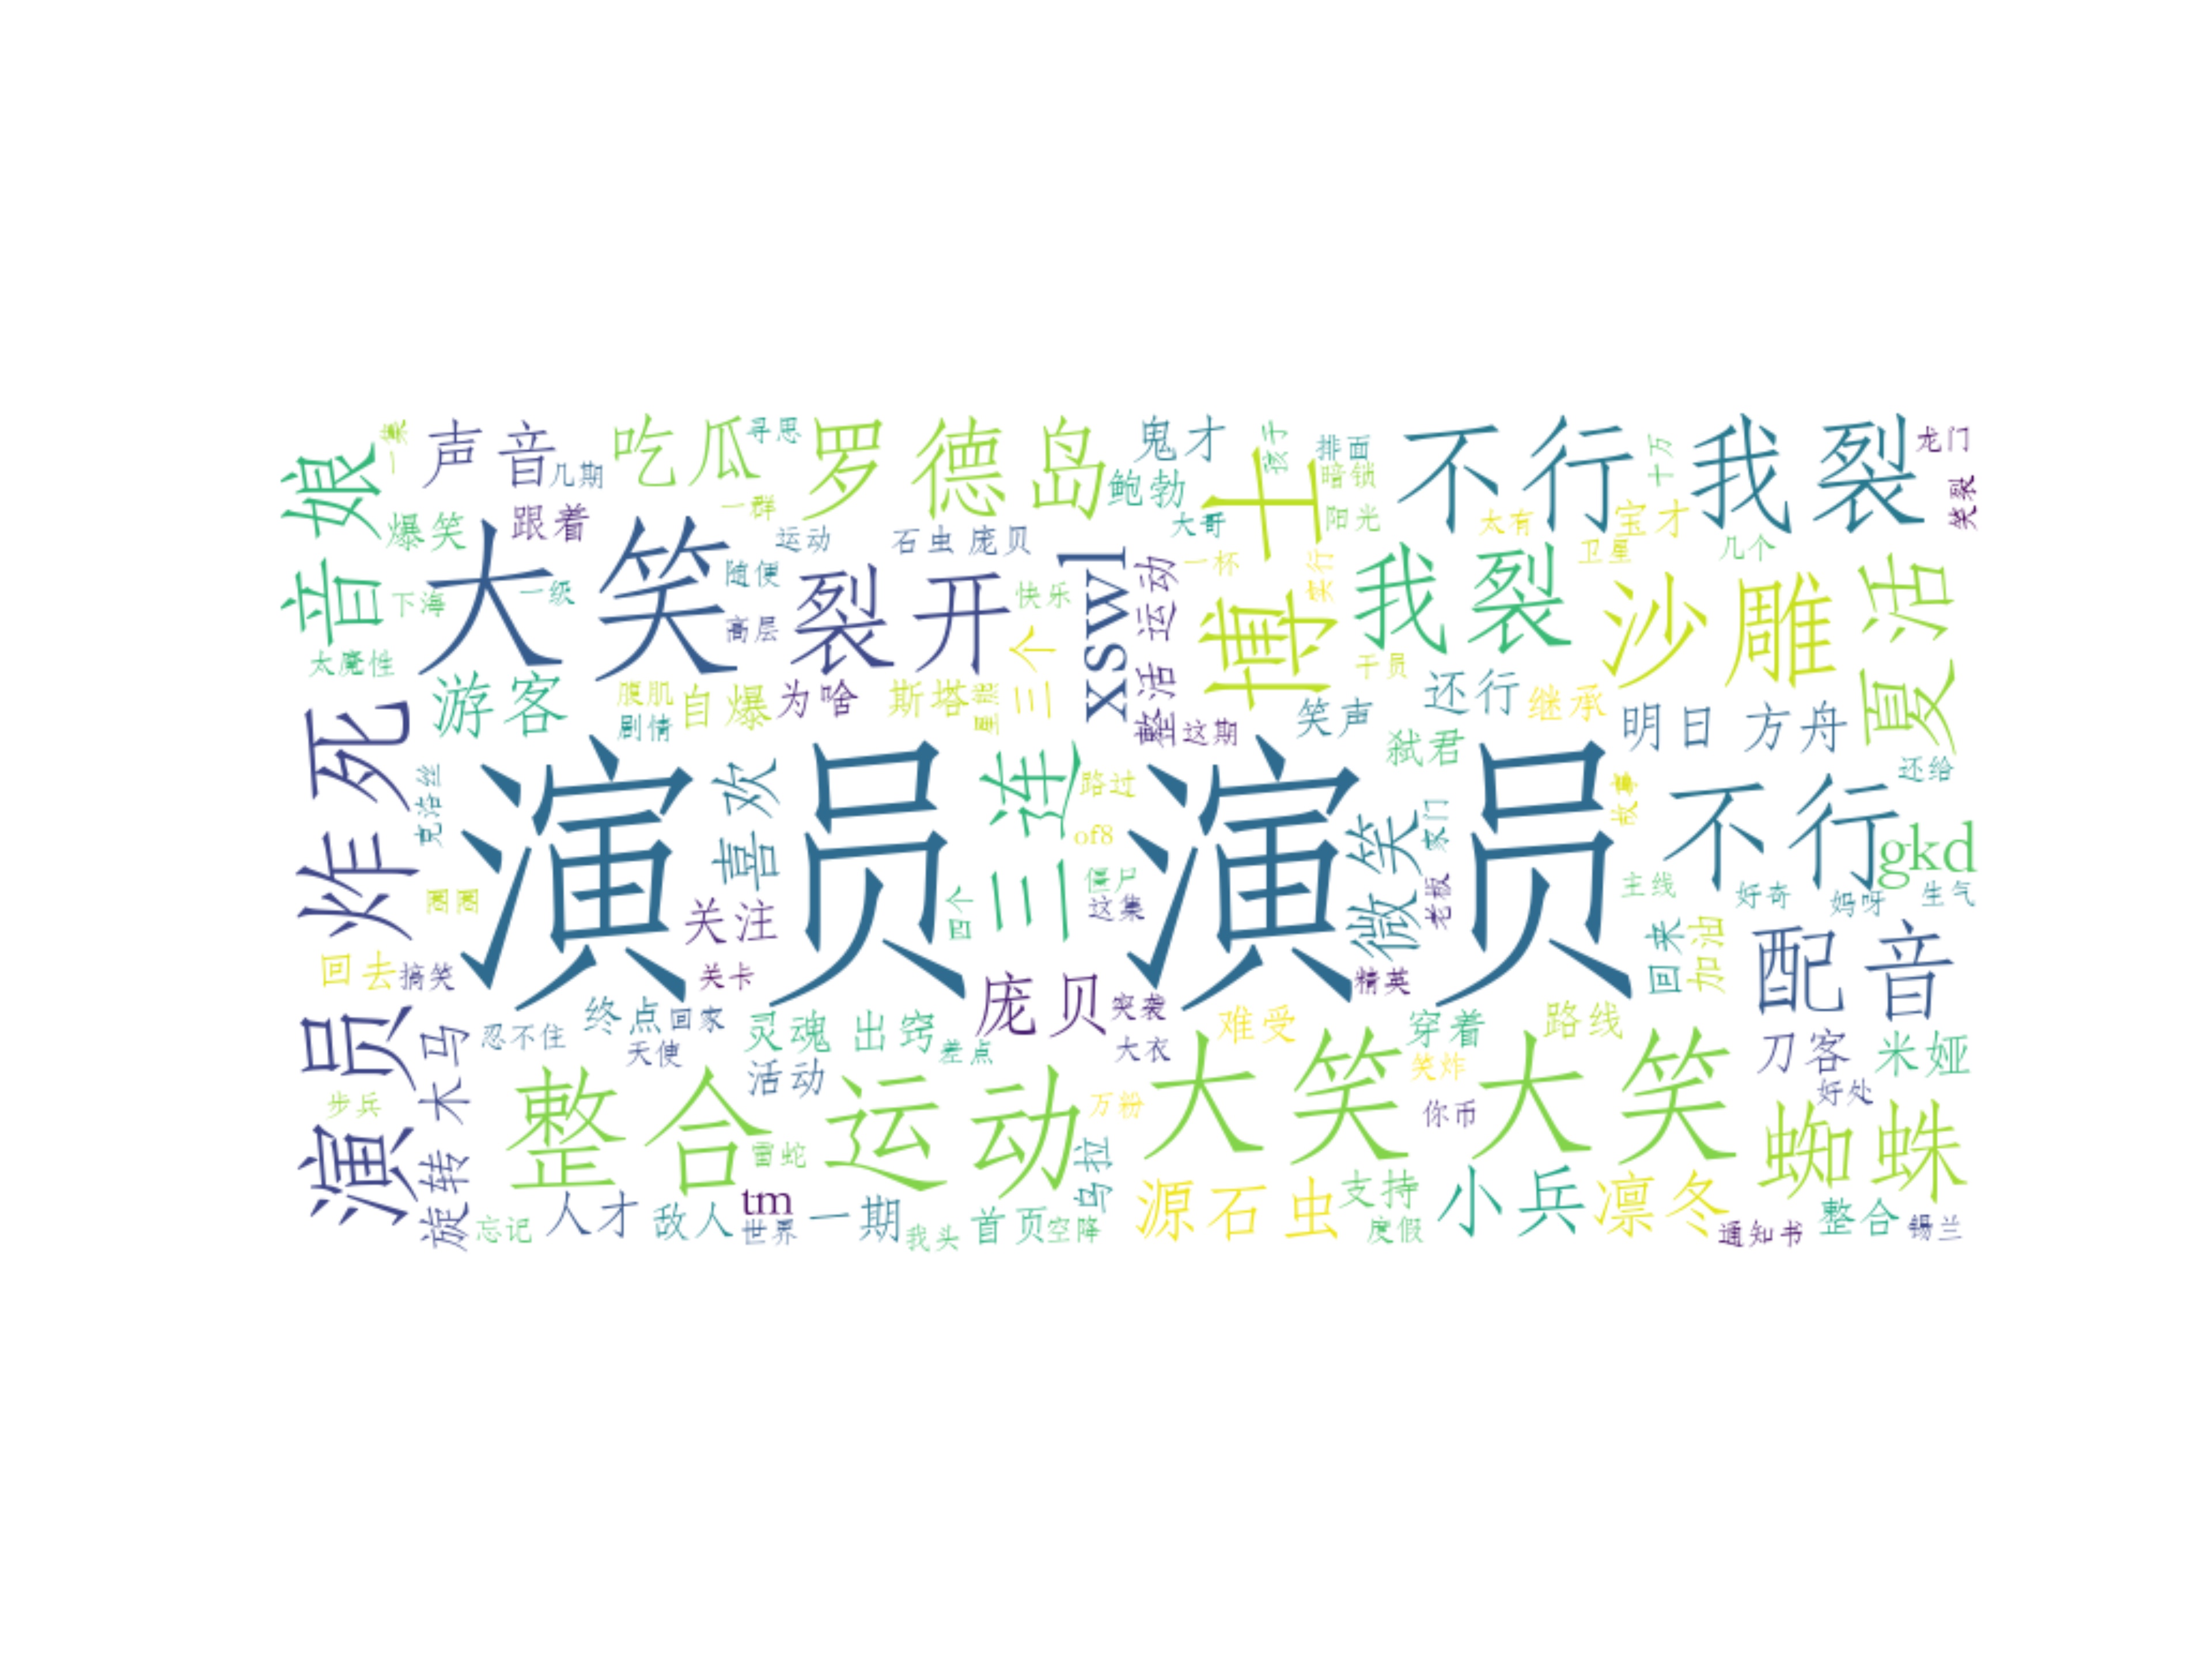 一集
声音
几期
吃瓜
寻思
罗德岛
鬼才
孩子
排面
不行
十万
我裂
龙门
音娘
爆笑
跟着
一群
鲍勃
博士
暗锁
阳光
大哥
太有
宝才
笑裂
大笑
运动
石虫 庞贝
xswl
整活 运动
一杯
笑行
卫星
几个
下海
一级
随便
裂开
快乐
我裂
沙雕
夏活
高层
太魔性
游客
腹肌
剧情
自爆
为啥
斯塔
星熊
三个
这期
干员
还行
继承
笑声
弑君
明日 方舟
炸死
克洛丝
演员 演员
喜欢
三连
路过
of8
微笑
家门
故事
还给
不行
gkd
圈圈
关注
四个
僵尸
这集
老板
主线
好奇
妈呀
生气
回去
搞笑
关卡
庞贝
突袭
精英
回来
加油
配音
演员
旋转 木马
忍不住
终点
回家
天使
灵魂 出窍
差点
大衣
难受
穿着
路线
刀客
米娅
步兵
活动
整合 运动
万粉
大笑 大笑
笑炸
你币
好处
蜘蛛
雷蛇
乌拉
忘记
人才
敌人
tm
世界
一期
我头
首页
空降
源石 虫
支持
度假
小兵
凛冬
通知书
整合
锡兰